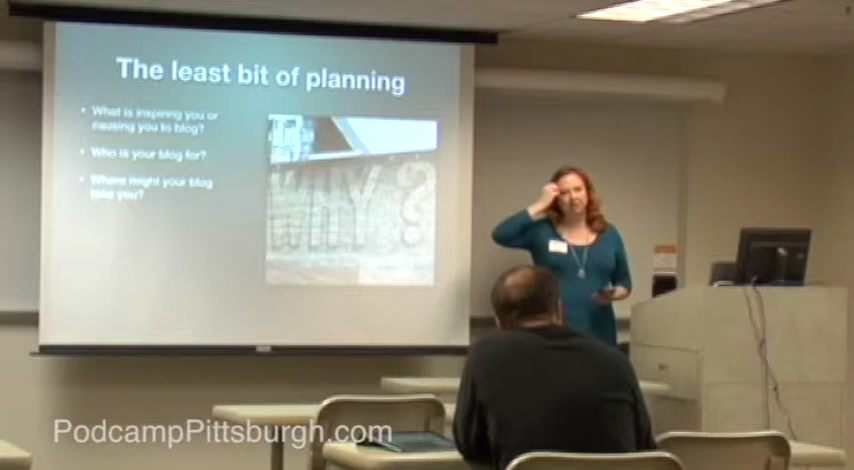 The least bit of planning
• What is inspiring you or
causing you to blog?
• Who is your blog for?
• Where might your blog
take you?
WHY?
PodcampPittsburgh.com